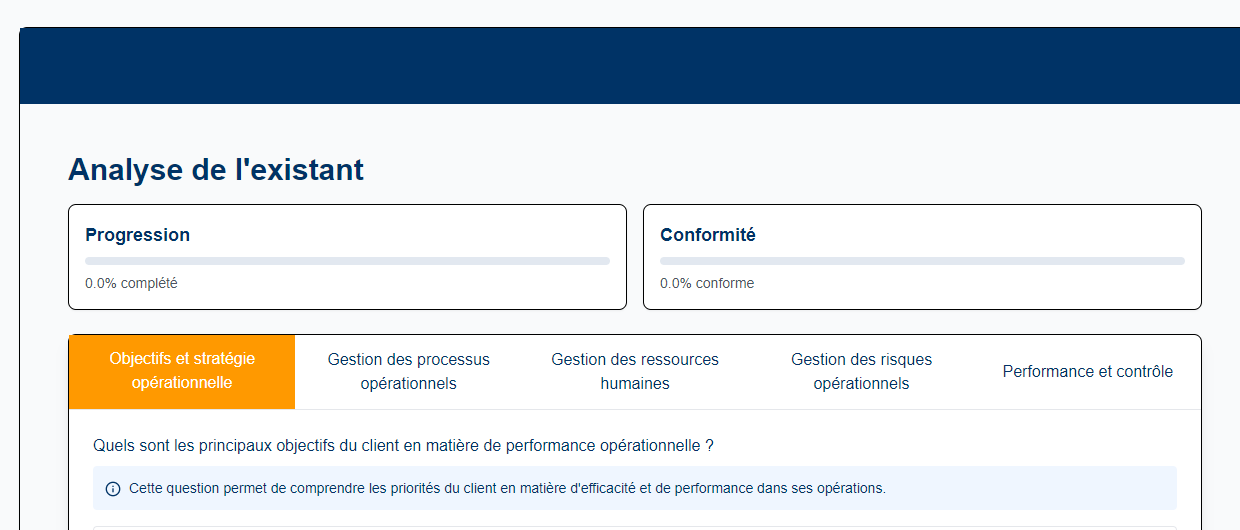 Analyse de l'existant
Progression
0.0% complété
Conformité
0.0% conforme
Objectifs et stratégie
opérationnelle
Gestion des processus
opérationnels
Gestion des ressources
humaines
Gestion des risques
opérationnels
Performance et contrôle
Quels sont les principaux objectifs du client en matière de performance opérationnelle ?
Cette question permet de comprendre les priorités du client en matière d'efficacité et de performance dans ses opérations.